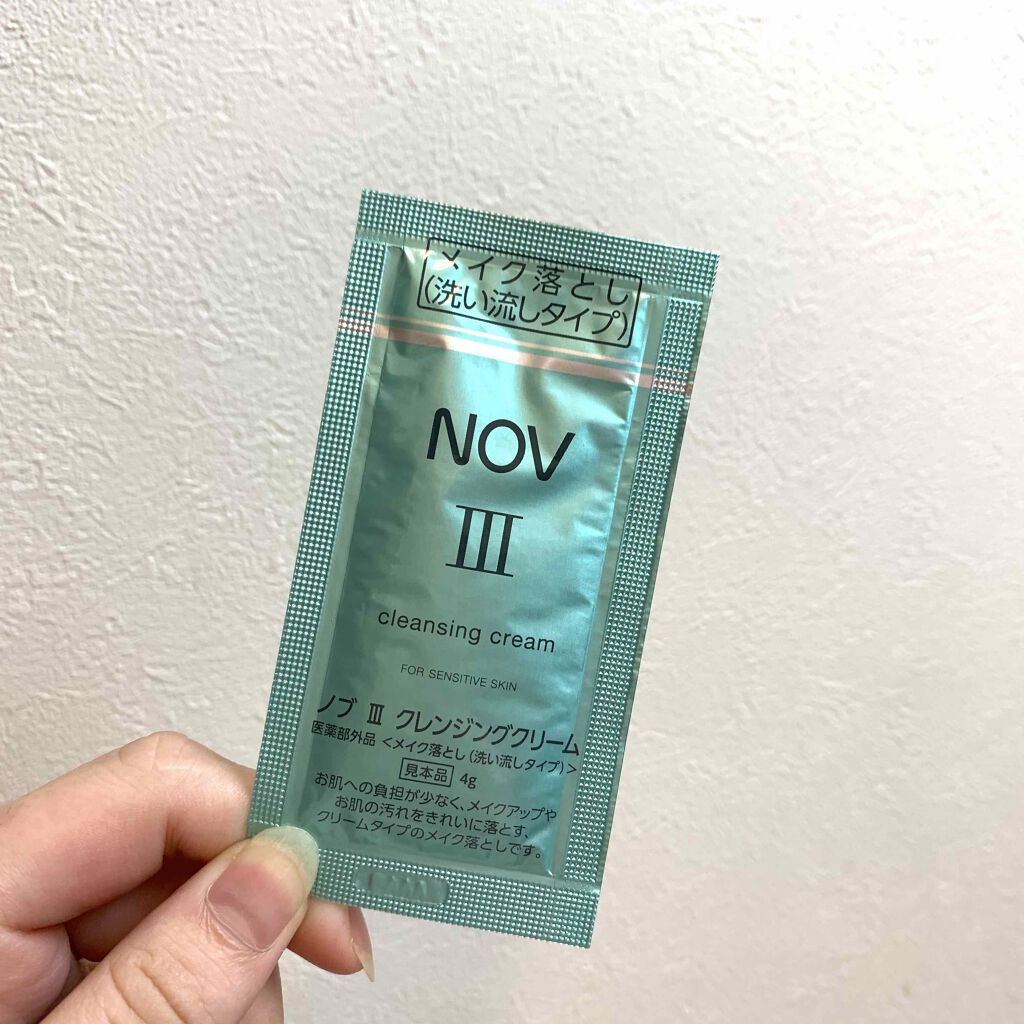 メイク落とし
(洗い流しタイプ)
NOV
III
cleansing cream
FOR SENSITIVE SKIN
ノブ Ⅲ クレンジングクリーム
医薬部外品 <メイク落とし(洗い流しタイプ)>
見本品 4g
お肌への負担が少なく、メイクアップや
お肌の汚れをきれいに落とす、
クリームタイプのメイク落としです。